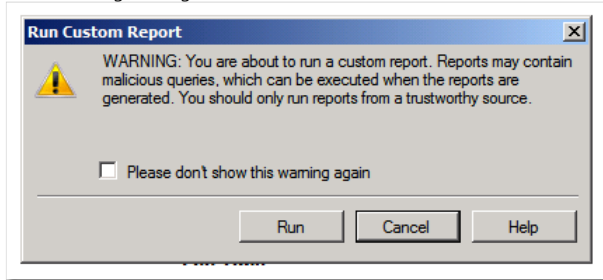 Run Custom Report
WARNING: You are about to run a custom report. Reports may contain
malicious queries, which can be executed when the reports are
generated. You should only run reports from a trustworthy source.
Please don't show this warning again
Run Cancel Help